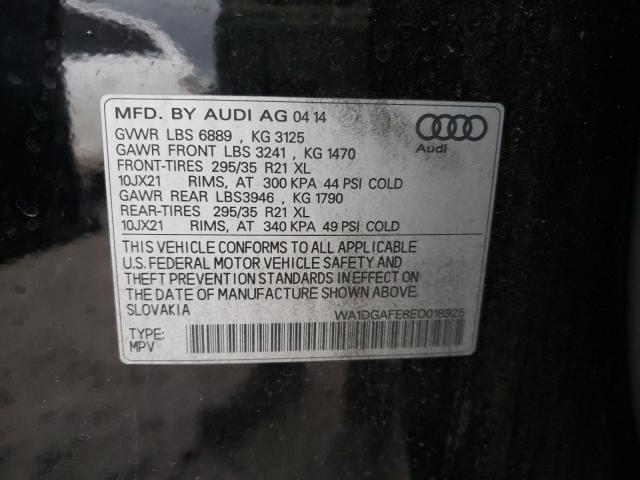 MFD. BY AUDI AG 04 14
GVWR LBS 6889 , KG 3125
GAWR FRONT LBS 3241 , KG 1470
FRONT-TIRES 295/35 R21 XL
10JX21 RIMS, AT 300 KPA 44 PSI COLD
GAWR REAR LBS3946 , KG 1790
REAR-TIRES 295/35 R21 XL
10JX21 RIMS, AT 340 KPA 49 PSI COLD
THIS VEHICLE CONFORMS TO ALL APPLICABLE
U.S. FEDERAL MOTOR VEHICLE SAFETY AND
THEFT PREVENTION STANDARDS IN EFFECT ON
THE DATE OF MANUFACTURE SHOWN ABOVE.
SLOVAKIA
WA1DGAFE8ED018925
TYPE:
MPV
Audi